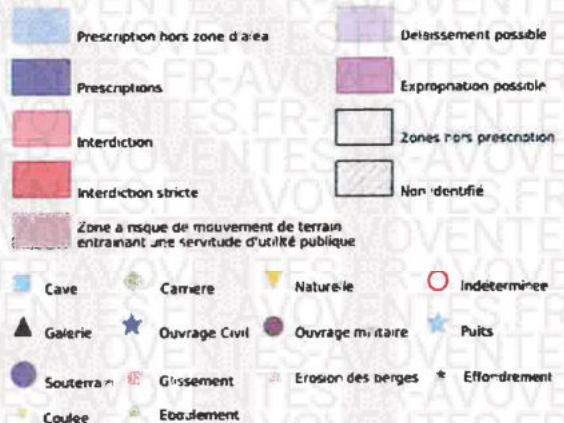 Prescription hors zone d'aléa
Délaissement possible
Prescriptions
Expropriation possible
Interdiction
Zones hors prescription
Interdiction stricte
Non identifié
Zone à risque de mouvement de terrain
entrainant une servitude d'utilité publique
Cave
Carrière
Naturelle
Indéterminée
Galerie
Ouvrage Civil
Ouvrage militaire
Puits
Souterrain
Glissement
Erosion des berges
Effondrement
Coulée
Eboulement